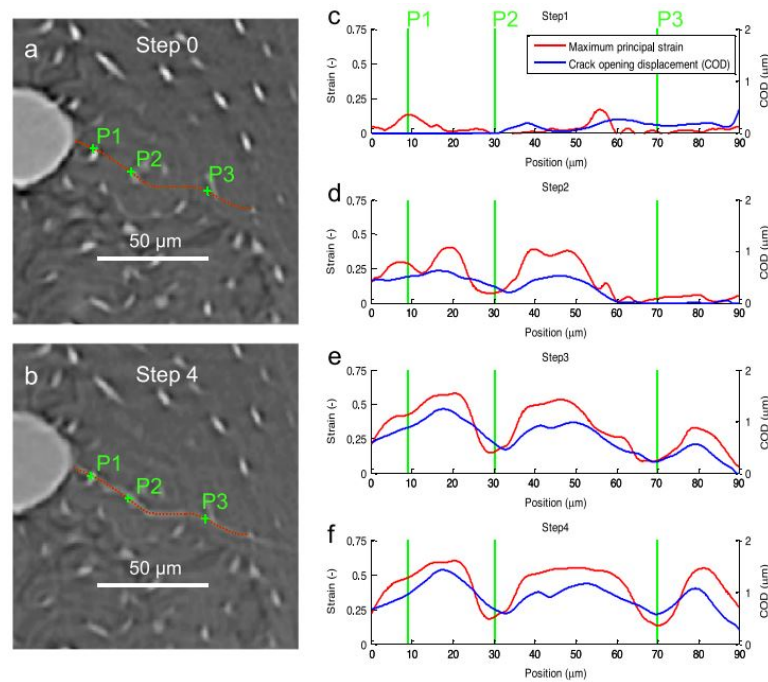 a
Step 0
P1
P2
P3
50 μm
b
Step 4
P1
P2
P3
50 μm
c
P1
P2
Step1
P3
Maximum principal strain
Crack opening displacement (COD)
0.75
0.5
0.25
0
Strain (-)
2
1
0
COD (μm)
0 10 20 30 40 50 60 70 80 90
Position (μm)
d
Step2
0.75
0.5
0.25
0
Strain (-)
2
1
0
COD (μm)
0 10 20 30 40 50 60 70 80 90
Position (μm)
e
Step3
0.75
0.5
0.25
0
Strain (-)
2
1
0
COD (μm)
0 10 20 30 40 50 60 70 80 90
Position (μm)
f
Step4
0.75
0.5
0.25
0
Strain (-)
2
1
0
COD (μm)
0 10 20 30 40 50 60 70 80 90
Position (μm)